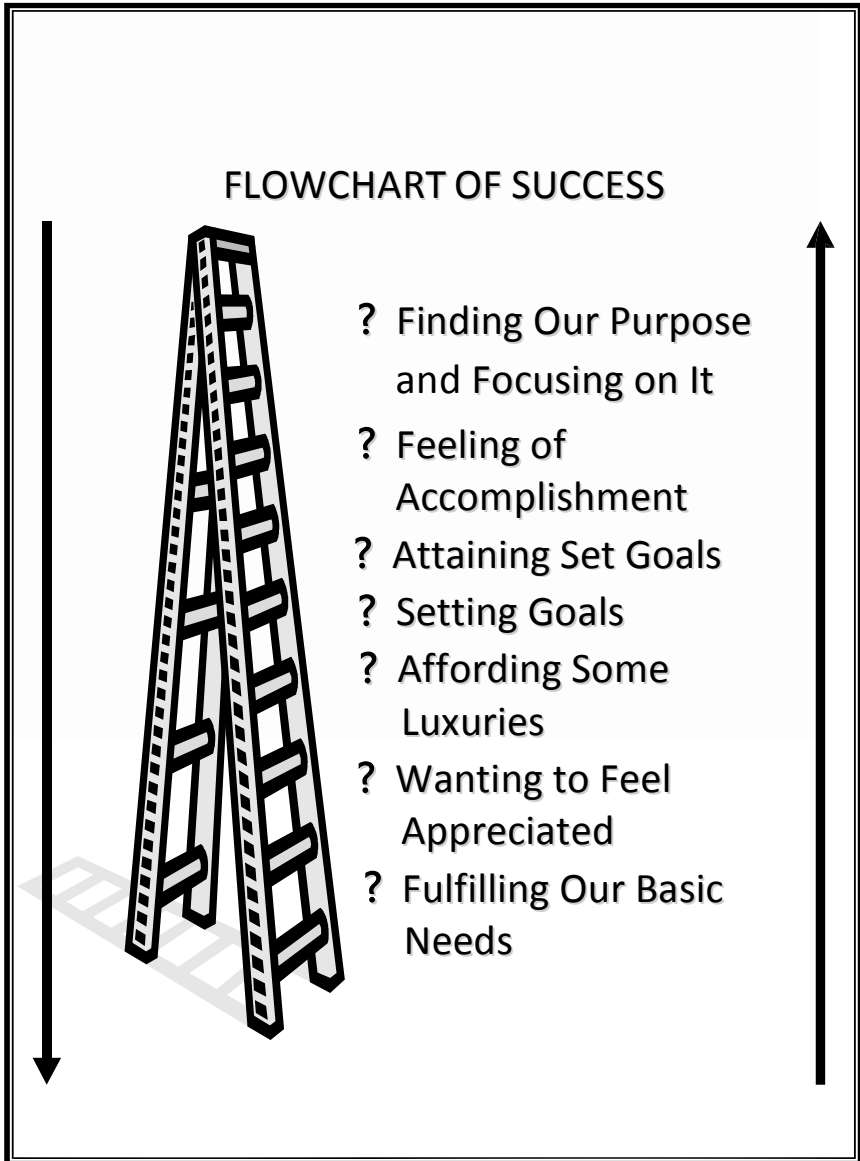 FLOWCHART OF SUCCESS
? Finding Our Purpose
and Focusing on It
? Feeling of
Accomplishment
? Attaining Set Goals
? Setting Goals
? Affording Some
Luxuries
? Wanting to Feel
Appreciated
? Fulfilling Our Basic
Needs